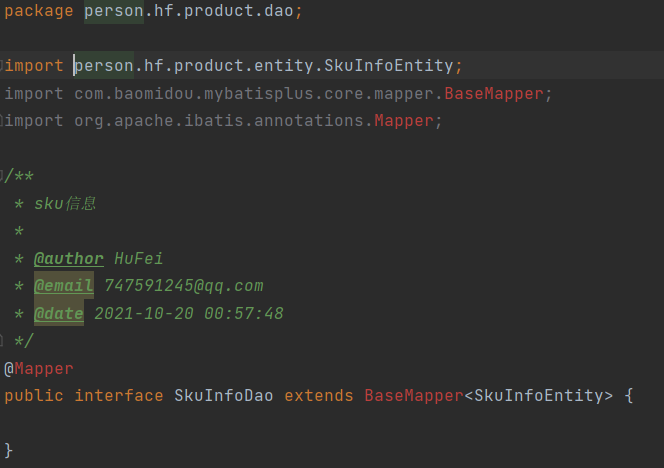 package person.hf.product.dao;
import person.hf.product.entity.SkuInfoEntity;
import com.baomidou.mybatisplus.core.mapper.BaseMapper;
import org.apache.ibatis.annotations.Mapper;
/**
* sku信息
*
* @author HuFei
* @email 747591245@qq.com
* @date 2021-10-20 00:57:48
*/
@Mapper
public interface SkuInfoDao extends BaseMapper<SkuInfoEntity> {
}